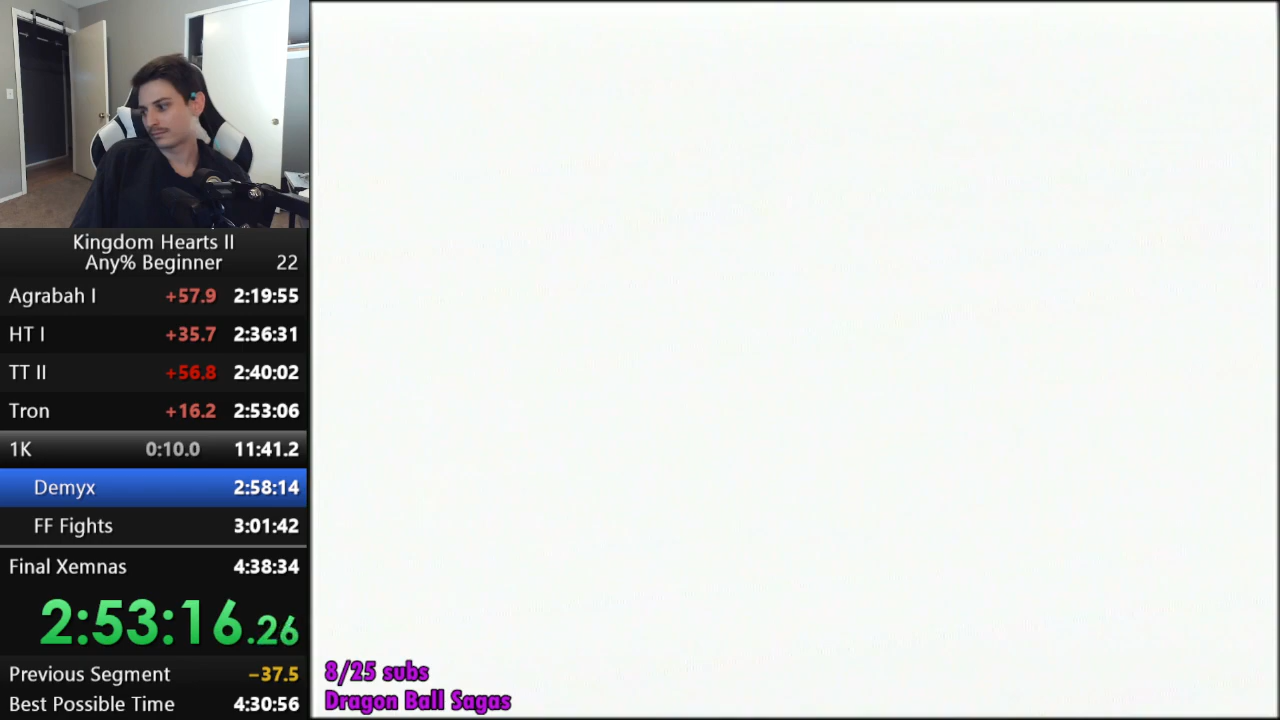 Kingdom Hearts II
Any% Beginner 22
Agrabah I +57.9 2:19:55
HT I +35.7 2:36:31
TT II +56.8 2:40:02
Tron +16.2 2:53:06
1K 0:10.0 11:41.2
Demyx 2:58:14
FF Fights 3:01:42
Final Xemnas 4:38:34
2:53:16.26
Previous Segment −37.5
Best Possible Time 4:30:56
8/25 subs
Dragon Ball Sagas